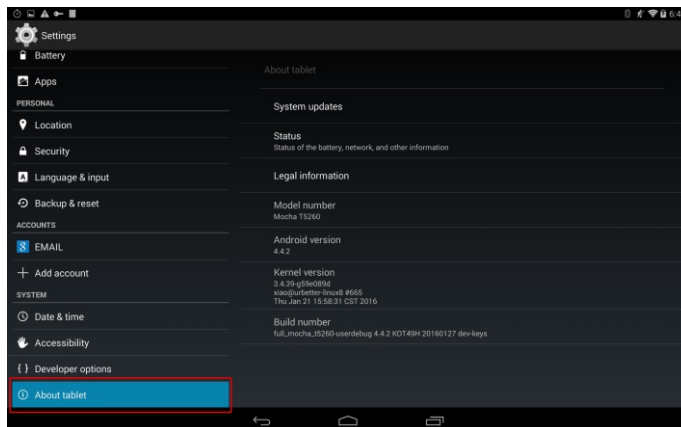 6:4
Settings
Battery
Apps
PERSONAL
Location
Security
Language & input
Backup & reset
ACCOUNTS
EMAIL
Add account
SYSTEM
Date & time
Accessibility
Developer options
About tablet
About tablet
System updates
Status
Status of the battery, network, and other information
Legal information
Model number
Mocha T5260
Android version
4.4.2
Kernel version
3.4.39-g59e089d
xiao@urbetter-linux8 #665
Thu Jan 21 15:58:31 CST 2016
Build number
full_mocha_t5260-userdebug 4.4.2 KOT49H 20160127 dev-keys